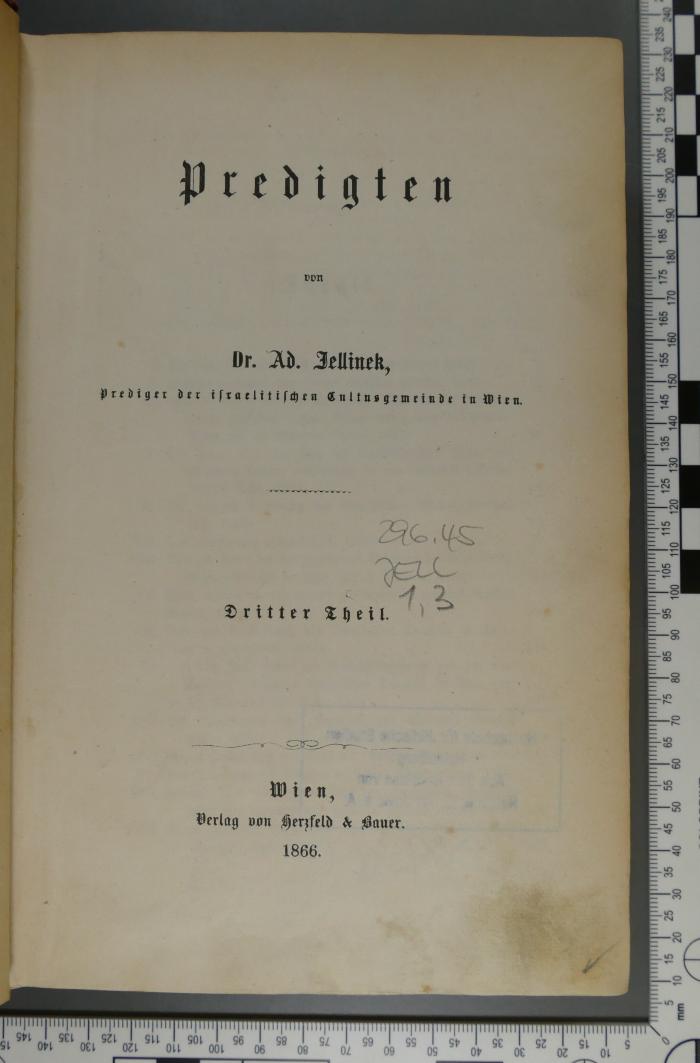 Predigten
von
Dr. Ad. Jellinek,
Prediger der iſraelitiſchen Cultusgemeinde in Wien.
296.45
JELL
1,3
Dritter Theil.
Wien,
Verlag von Herzfeld & Bauer.
1866.